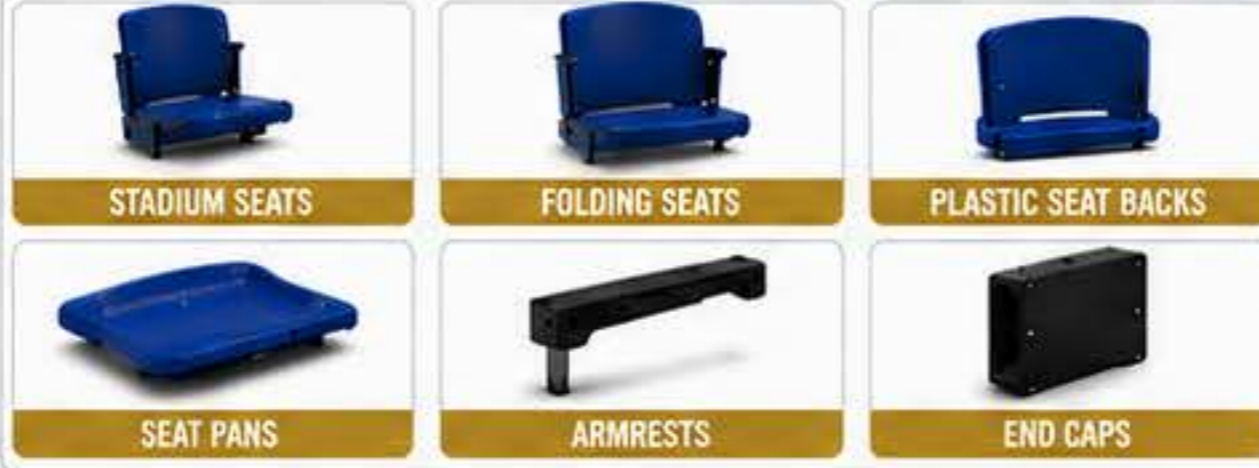 STADIUM SEATS
FOLDING SEATS
PLASTIC SEAT BACKS
SEAT PANS
ARMRESTS
END CAPS